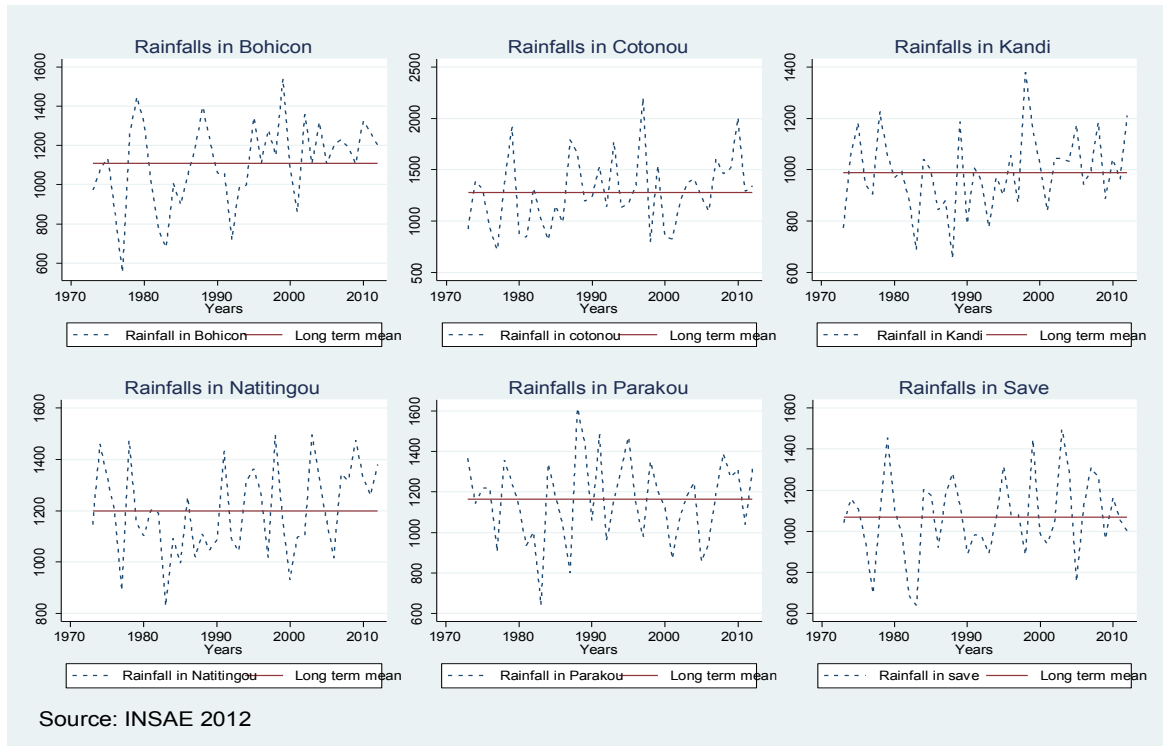 Rainfalls in Bohicon
1600
1400
1200
1000
800
600
1970 1980 1990 2000 2010
Years
Rainfall in Bohicon Long term mean
Rainfalls in Cotonou
2500
2000
1500
1000
500
1970 1980 1990 2000 2010
Years
Rainfall in cotonou Long term mean
Rainfalls in Kandi
1400
1200
1000
800
600
1970 1980 1990 2000 2010
Years
Rainfall in Kandi Long term mean
Rainfalls in Natitingou
1600
1400
1200
1000
800
1970 1980 1990 2000 2010
Years
Rainfall in Natitingou Long term mean
Rainfalls in Parakou
1600
1400
1200
1000
800
600
1970 1980 1990 2000 2010
Years
Rainfall in Parakou Long term mean
Rainfalls in Save
1600
1400
1200
1000
800
600
1970 1980 1990 2000 2010
Years
Rainfall in save Long term mean
Source: INSAE 2012